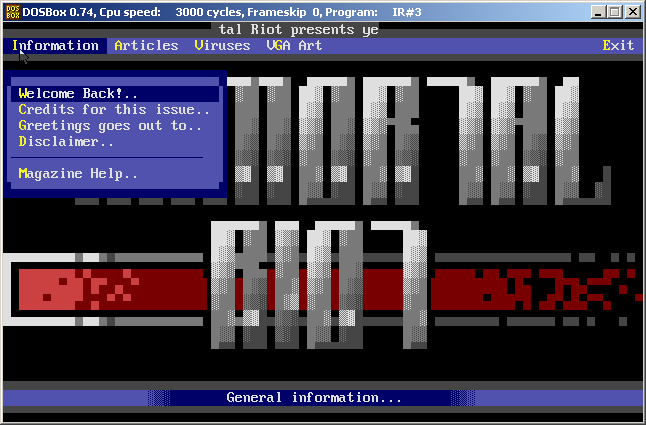 DOSBox 0.74, Cpu speed: 3000 cycles, Frameskip 0, Program: IR#3
tal Riot presents ye
Information Articles Viruses VGA Art Exit
Welcome Back!..
Credits for this issue..
Greetings goes out to..
Disclaimer..
Magazine Help..
General information...